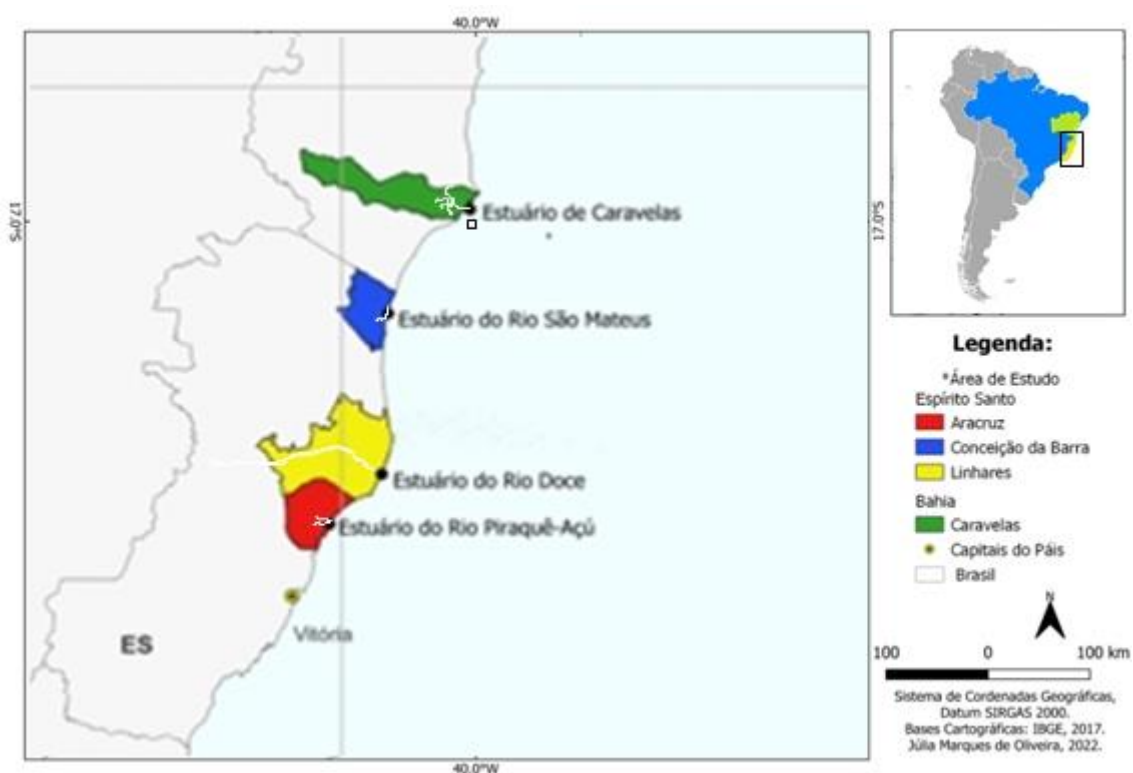 40.0°W
17.0°S
17.0°S
Estuário de Caravelas
Estuário do Rio São Mateus
Estuário do Rio Doce
Estuário do Rio Piraquê-Açú
Vitória
ES
40.0°W
Legenda:
*Área de Estudo
Espírito Santo
Aracruz
Conceição da Barra
Linhares
Bahia
Caravelas
Capitais do Páis
Brasil
N
100 0 100 km
Sistema de Cordenadas Geográficas,
Datum SIRGAS 2000.
Bases Cartográficas: IBGE, 2017.
Júlia Marques de Oliveira, 2022.